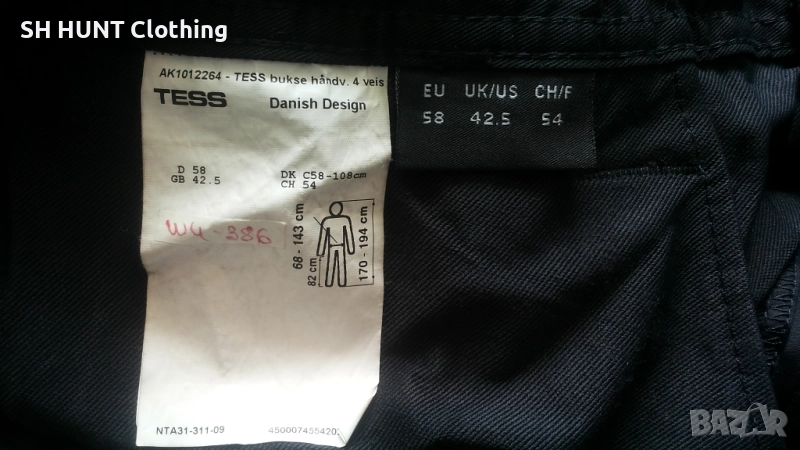 SH HUNT Clothing
AK1012264 - TESS bukse håndv. 4 veis
TESS Danish Design
D 58
GB 42.5
DK C58-108cm
CH 54
W4-386
68 - 143 cm
82 cm
170 - 194 cm
NTA31-311-09
450007455420
EU UK/US CH/F
58 42.5 54
BAZAR